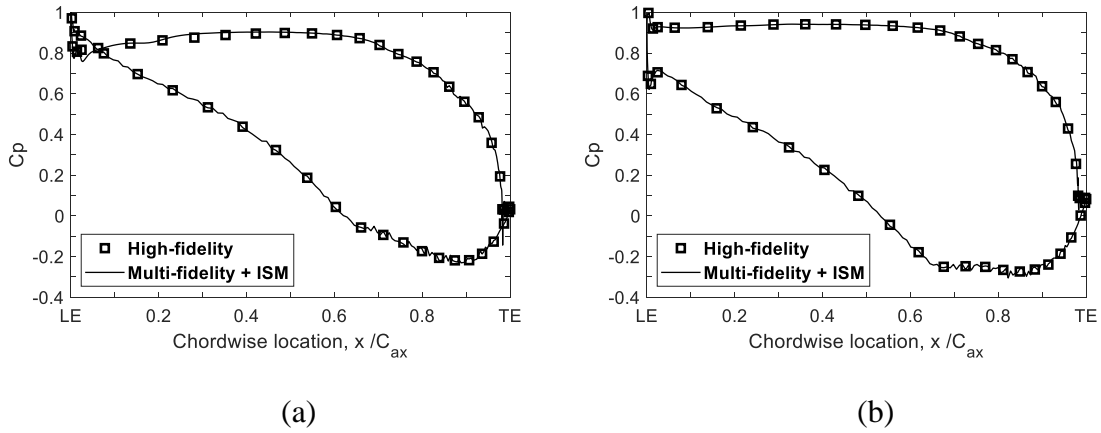 1
0.8
0.6
0.4
0.2
0
-0.2
-0.4
Cp
High-fidelity
Multi-fidelity + ISM
LE 0.2 0.4 0.6 0.8 TE
Chordwise location, x /C_ax
(a)
1
0.8
0.6
0.4
0.2
0
-0.2
-0.4
Cp
High-fidelity
Multi-fidelity + ISM
LE 0.2 0.4 0.6 0.8 TE
Chordwise location, x /C_ax
(b)